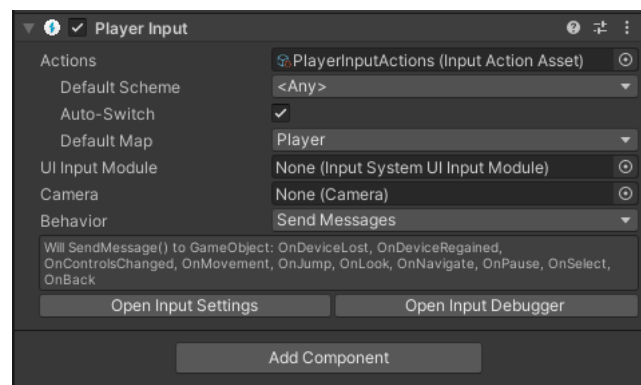 Player Input
Actions PlayerInputActions (Input Action Asset)
Default Scheme <Any>
Auto-Switch
Default Map Player
UI Input Module None (Input System UI Input Module)
Camera None (Camera)
Behavior Send Messages
Will SendMessage() to GameObject: OnDeviceLost, OnDeviceRegained,
OnControlsChanged, OnMovement, OnJump, OnLook, OnNavigate, OnPause, OnSelect,
OnBack
Open Input Settings Open Input Debugger
Add Component